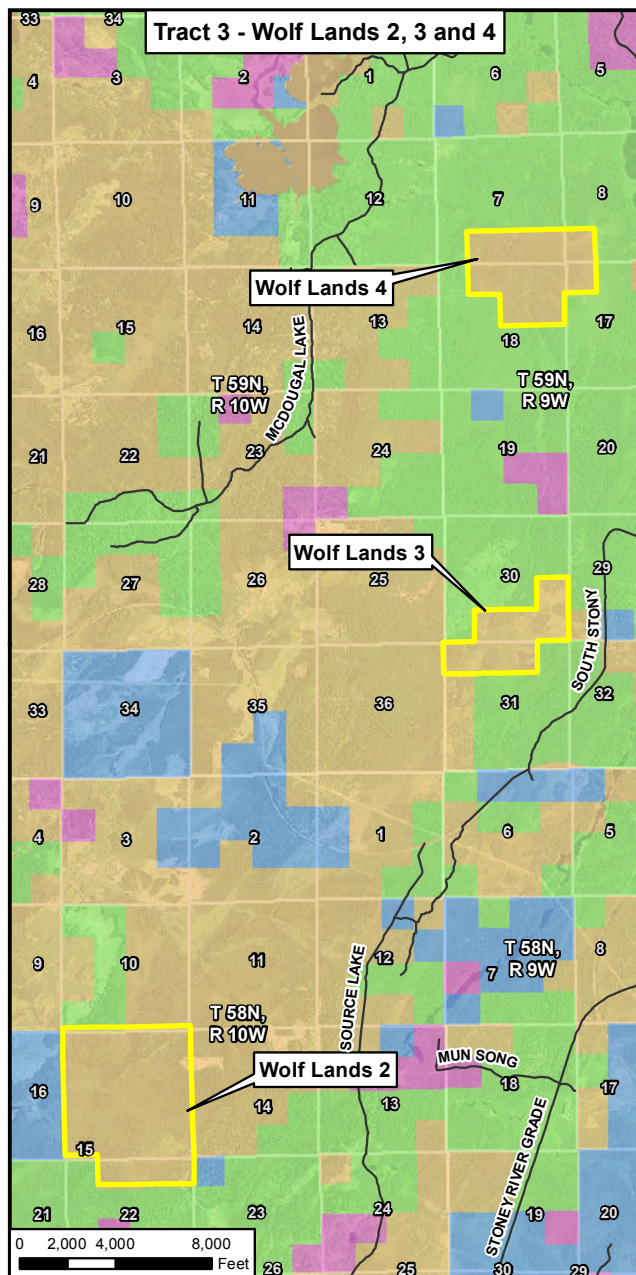 Tract 3 - Wolf Lands 2, 3 and 4
33 34
4 3 2 1 6 5
9 10 11 12 7 8
Wolf Lands 4
16 15 14 13 18 17
MCDOUGAL LAKE
T 59N,
R 10W
T 59N,
R 9W
21 22 23 24 19 20
Wolf Lands 3
28 27 26 25 30 29
SOUTH STONY
33 34 35 36 31 32
4 3 2 1 6 5
9 10 11 12 7 8
T 58N,
R 9W
T 58N,
R 10W
SOURCE LAKE
MUN SONG
Wolf Lands 2
16 15 14 13 18 17
STONEY RIVER GRADE
21 22 23 24 19 20
26 25 30 29
0 2,000 4,000 8,000
Feet